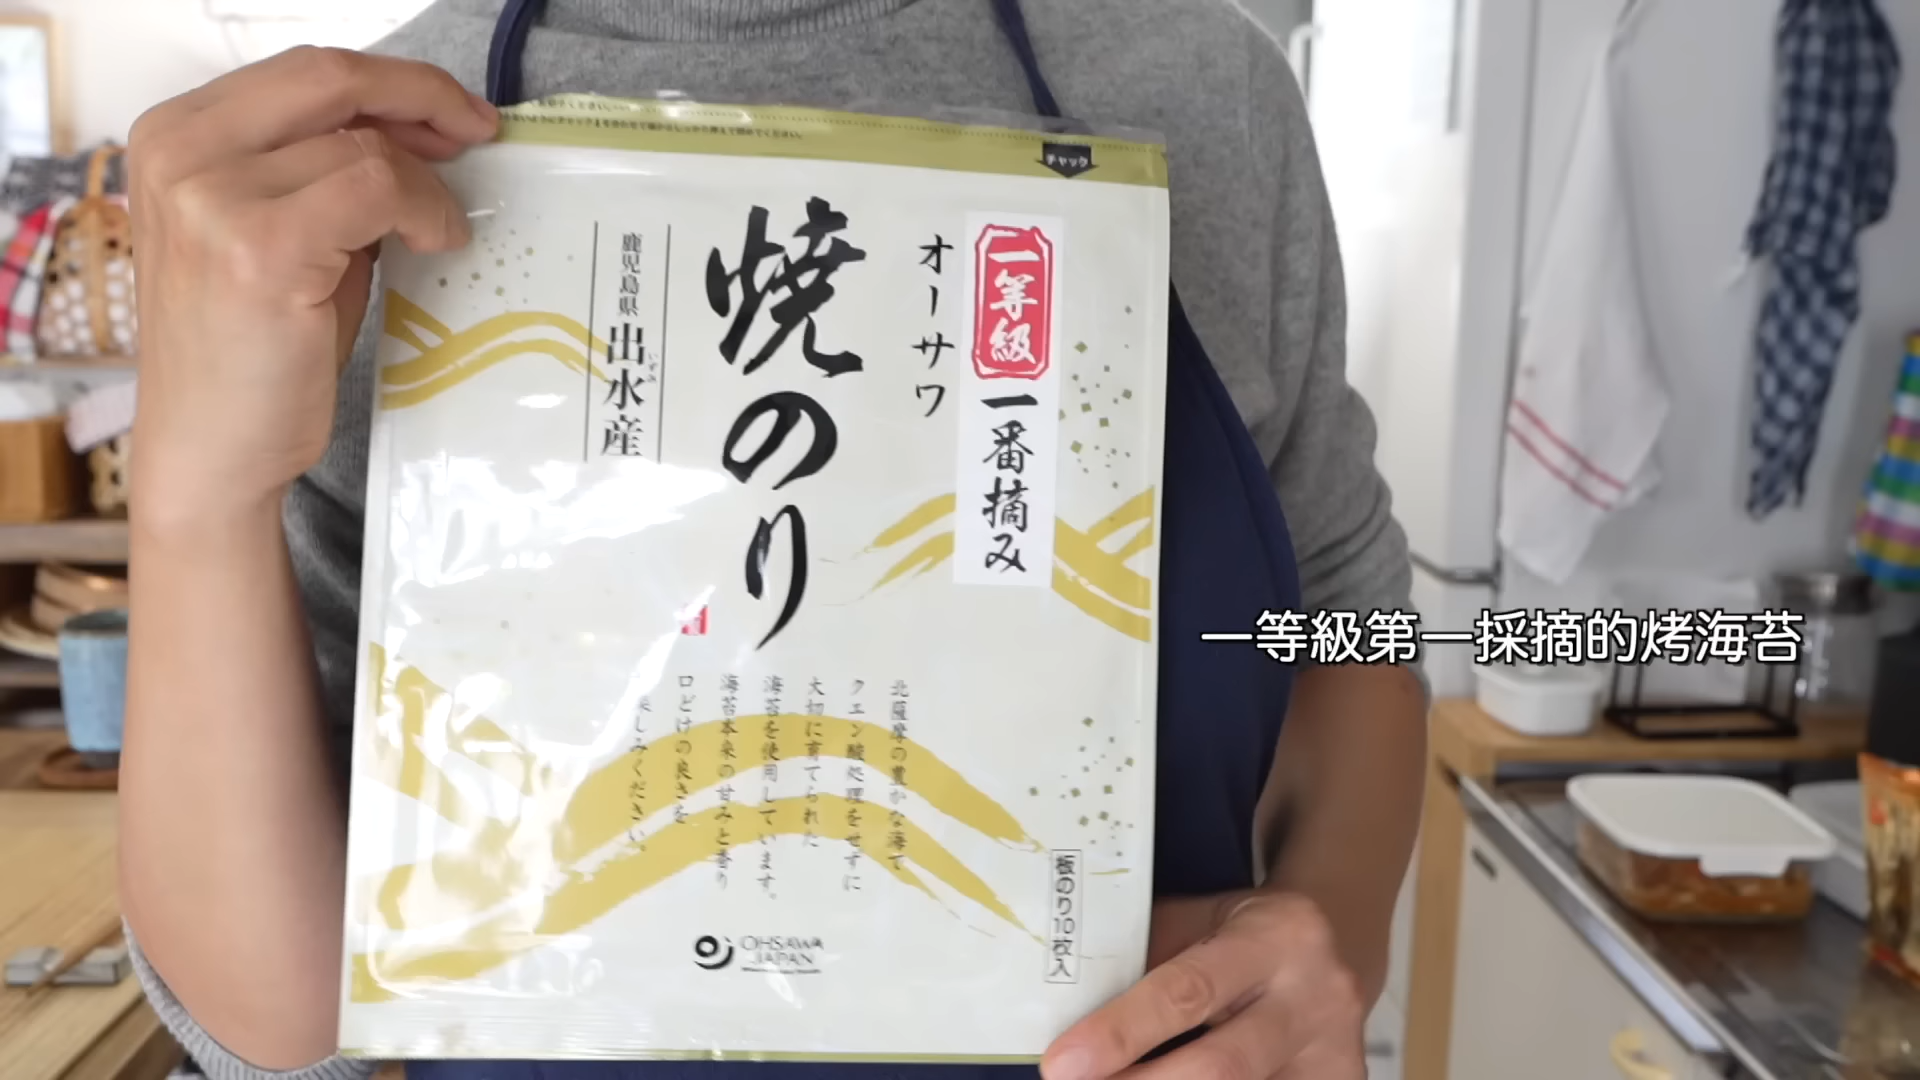 チャック
一等級
一番摘み
オーサワ
焼のり
鹿児島県 出水産
いずみ
北薩摩の豊かな海で
クエン酸処理をせずに
大切に育てられた
海苔を使用しています。
海苔本来の甘みと香り
口どけの良さを
楽しみください。
板のり10枚入
OHSAWA
JAPAN
一等級第一採摘的烤海苔